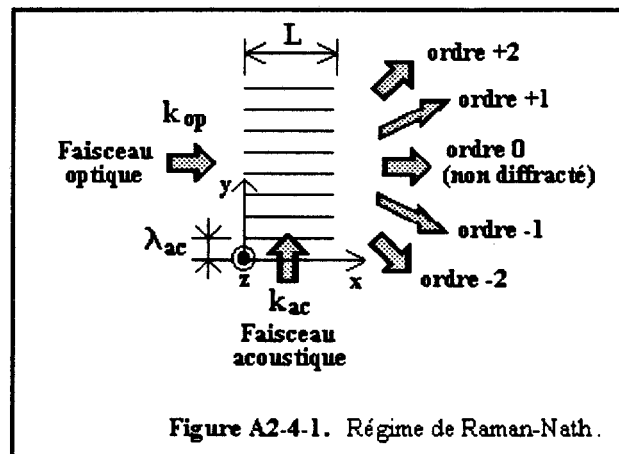 L
ordre +2
k op
ordre +1
Faisceau
optique
ordre 0
(non diffracté)
y
λac
ordre -1
z
x
ordre -2
k ac
Faisceau
acoustique
Figure A2-4-1. Régime de Raman-Nath.